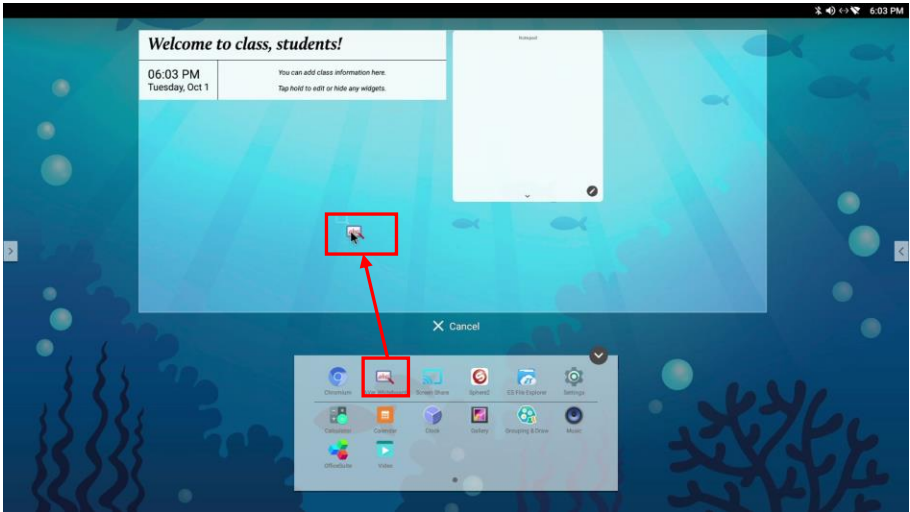 6:03 PM
Welcome to class, students!
06:03 PM
Tuesday, Oct 1
You can add class information here.
Tap hold to edit or hide any widgets.
Notepad
Cancel
Chromium
Screen Share
Sphere2
ES File Explorer
Settings
Calculator
Calendar
Clock
Gallery
Grouping & Draw
Music
OfficeSuite
Video